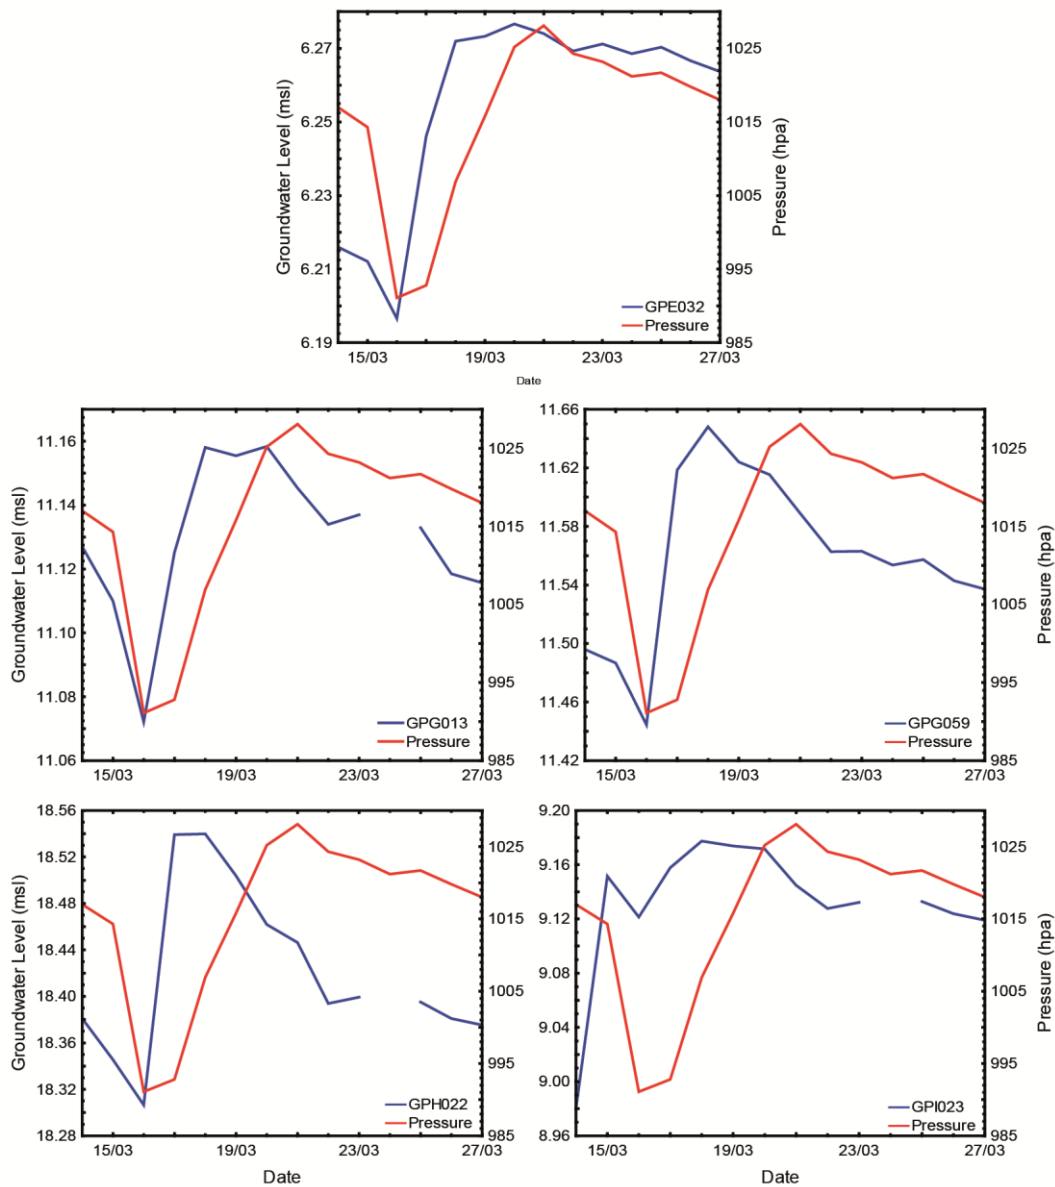 6.27
6.25
6.23
6.21
6.19
Groundwater Level (msl)
1025
1015
1005
995
985
Pressure (hpa)
GPE032
Pressure
15/03 19/03 23/03 27/03
Date
11.16
11.14
11.12
11.10
11.08
11.06
Groundwater Level (msl)
1025
1015
1005
995
985
GPG013
Pressure
15/03 19/03 23/03 27/03
11.66
11.62
11.58
11.54
11.50
11.46
11.42
1025
1015
1005
995
985
Pressure (hpa)
GPG059
Pressure
15/03 19/03 23/03 27/03
18.56
18.52
18.48
18.44
18.40
18.36
18.32
18.28
Groundwater Level (msl)
1025
1015
1005
995
985
GPH022
Pressure
15/03 19/03 23/03 27/03
Date
9.20
9.16
9.12
9.08
9.04
9.00
8.96
1025
1015
1005
995
985
Pressure (hpa)
GPI023
Pressure
15/03 19/03 23/03 27/03
Date